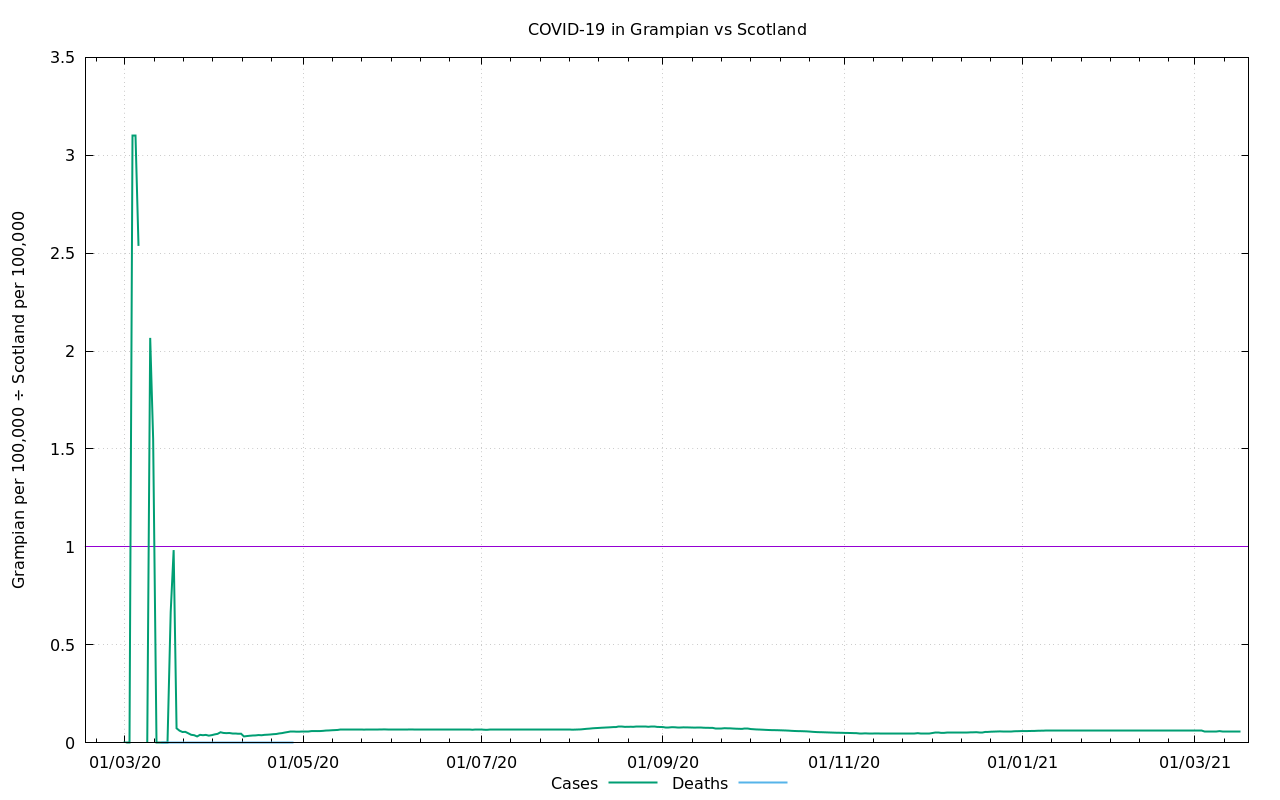 COVID-19 in Grampian vs Scotland
Grampian per 100,000 ÷ Scotland per 100,000
3.5
3
2.5
2
1.5
1
0.5
0
01/03/20 01/05/20 01/07/20 01/09/20 01/11/20 01/01/21 01/03/21
Cases Deaths